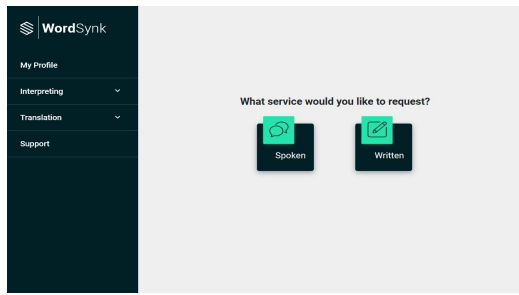 WordSynk
My Profile
Interpreting
Translation
Support
What service would you like to request?
Spoken
Written